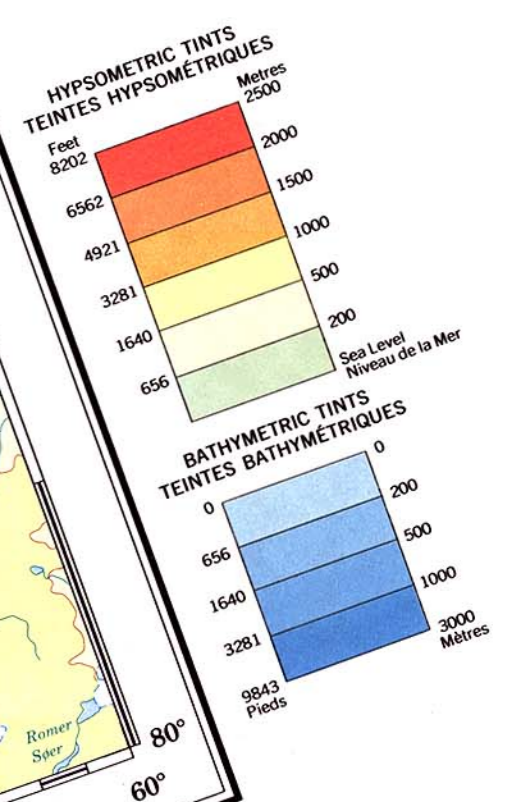 HYPSOMETRIC TINTS
TEINTES HYPSOMÉTRIQUES
Feet
Metres
8202
2500
6562
2000
4921
1500
3281
1000
1640
500
656
200
Sea Level
Niveau de la Mer
BATHYMETRIC TINTS
TEINTES BATHYMÉTRIQUES
0
0
656
200
1640
500
3281
1000
9843
3000
Pieds
Mètres
Romer
Søer
80°
60°